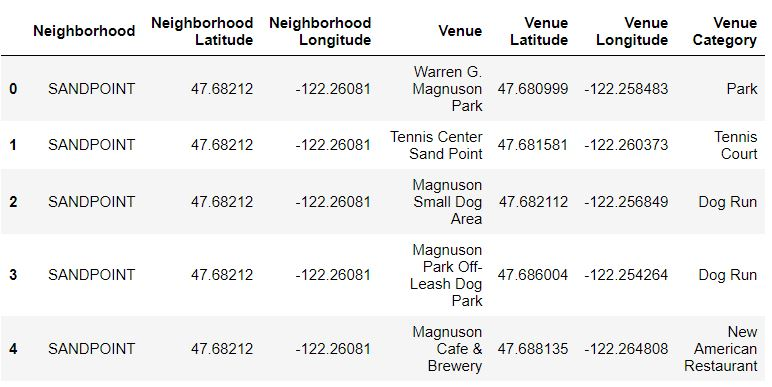 Neighborhood Neighborhood Latitude Neighborhood Longitude Venue Venue Latitude Venue Longitude Venue Category
0 SANDPOINT 47.68212 -122.26081 Warren G. Magnuson Park 47.680999 -122.258483 Park
1 SANDPOINT 47.68212 -122.26081 Tennis Center Sand Point 47.681581 -122.260373 Tennis Court
2 SANDPOINT 47.68212 -122.26081 Magnuson Small Dog Area 47.682112 -122.256849 Dog Run
3 SANDPOINT 47.68212 -122.26081 Magnuson Park Off-Leash Dog Park 47.686004 -122.254264 Dog Run
4 SANDPOINT 47.68212 -122.26081 Magnuson Cafe & Brewery 47.688135 -122.264808 New American Restaurant